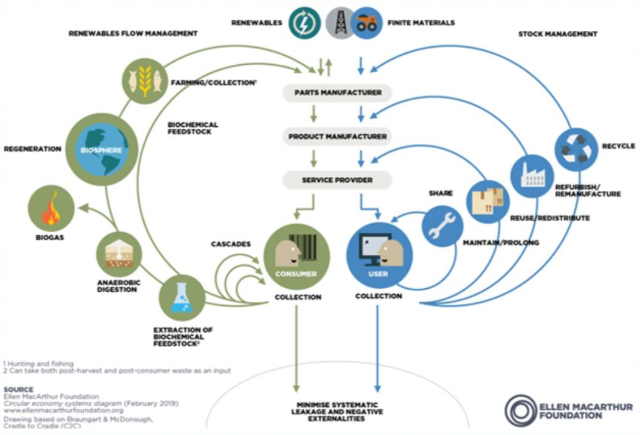 RENEWABLES
FINITE MATERIALS
RENEWABLES FLOW MANAGEMENT
STOCK MANAGEMENT
FARMING/COLLECTION¹
PARTS MANUFACTURER
BIOCHEMICAL
FEEDSTOCK
PRODUCT MANUFACTURER
REGENERATION
BIOSPHERE
RECYCLE
SERVICE PROVIDER
SHARE
REFURBISH/
REMANUFACTURE
REUSE/REDISTRIBUTE
BIOGAS
CASCADES
MAINTAIN/PROLONG
CONSUMER
USER
ANAEROBIC
DIGESTION
COLLECTION
COLLECTION
EXTRACTION OF
BIOCHEMICAL
FEEDSTOCK²
1 Hunting and fishing
2 Can take both post-harvest and post-consumer waste as an input
SOURCE
Ellen MacArthur Foundation
Circular economy systems diagram (February 2019)
www.ellenmacarthurfoundation.org
Drawing based on Braungart & McDonough,
Cradle to Cradle (C2C)
MINIMISE SYSTEMATIC
LEAKAGE AND NEGATIVE
EXTERNALITIES
ELLEN MACARTHUR
FOUNDATION